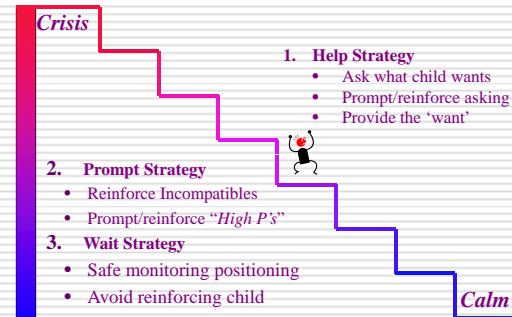 Crisis
1. Help Strategy
• Ask what child wants
• Prompt/reinforce asking
• Provide the ‘want’
2. Prompt Strategy
• Reinforce Incompatibles
• Prompt/reinforce “High P's”
3. Wait Strategy
• Safe monitoring positioning
• Avoid reinforcing child
Calm